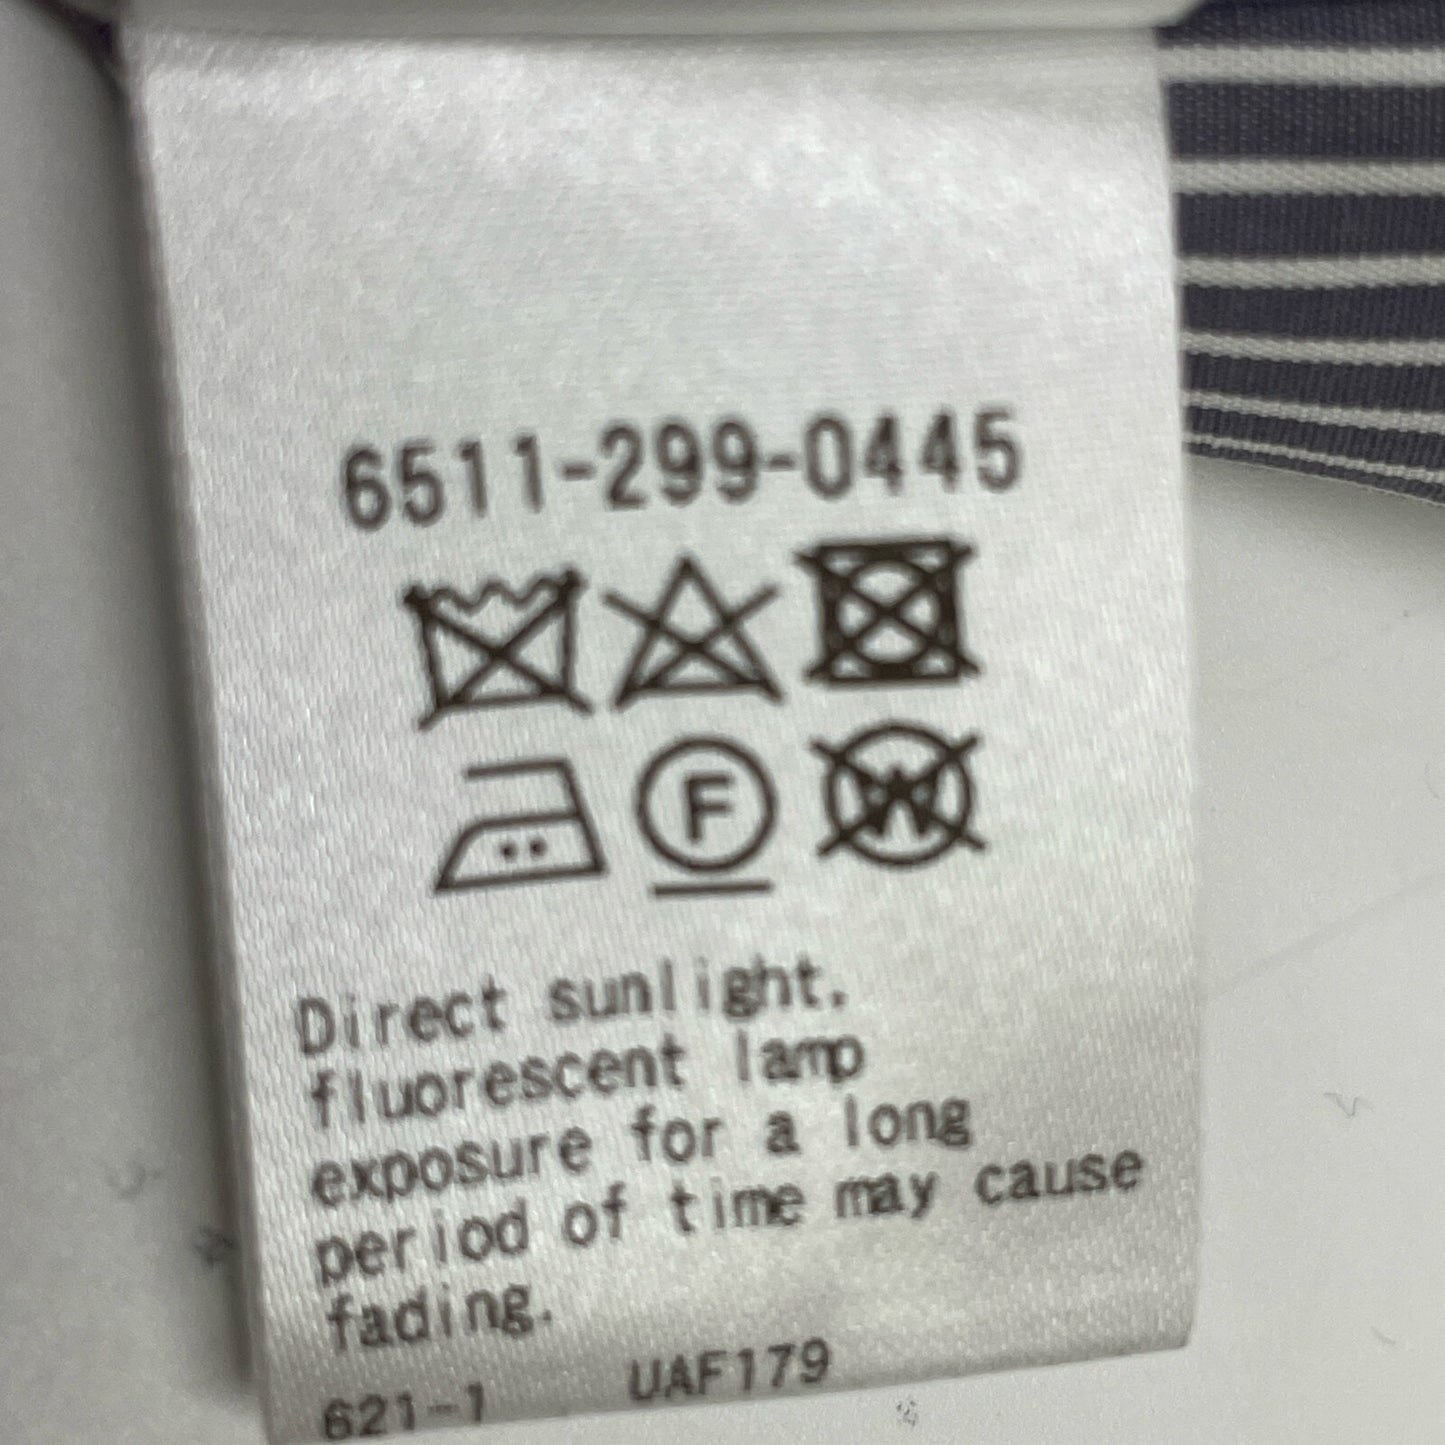 6511-299-0445
F
W
Direct sunlight,
fluorescent lamp
exposure for a long
period of time may cause
fading.
621-1 UAF179